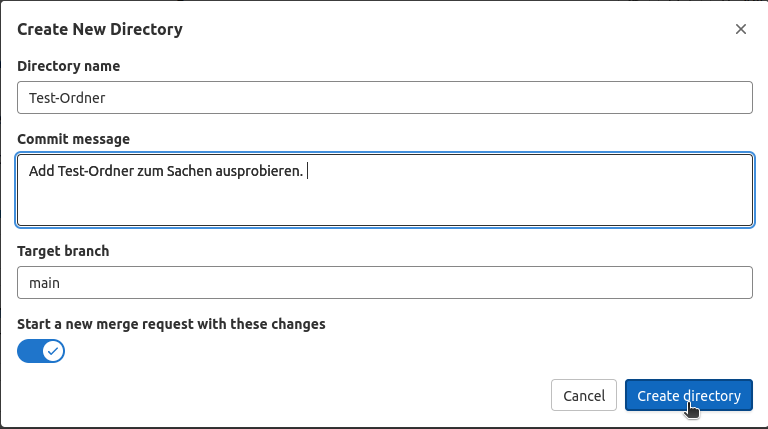 Create New Directory
Directory name
Test-Ordner
Commit message
Add Test-Ordner zum Sachen ausprobieren.
Target branch
main
Start a new merge request with these changes
Cancel
Create directory